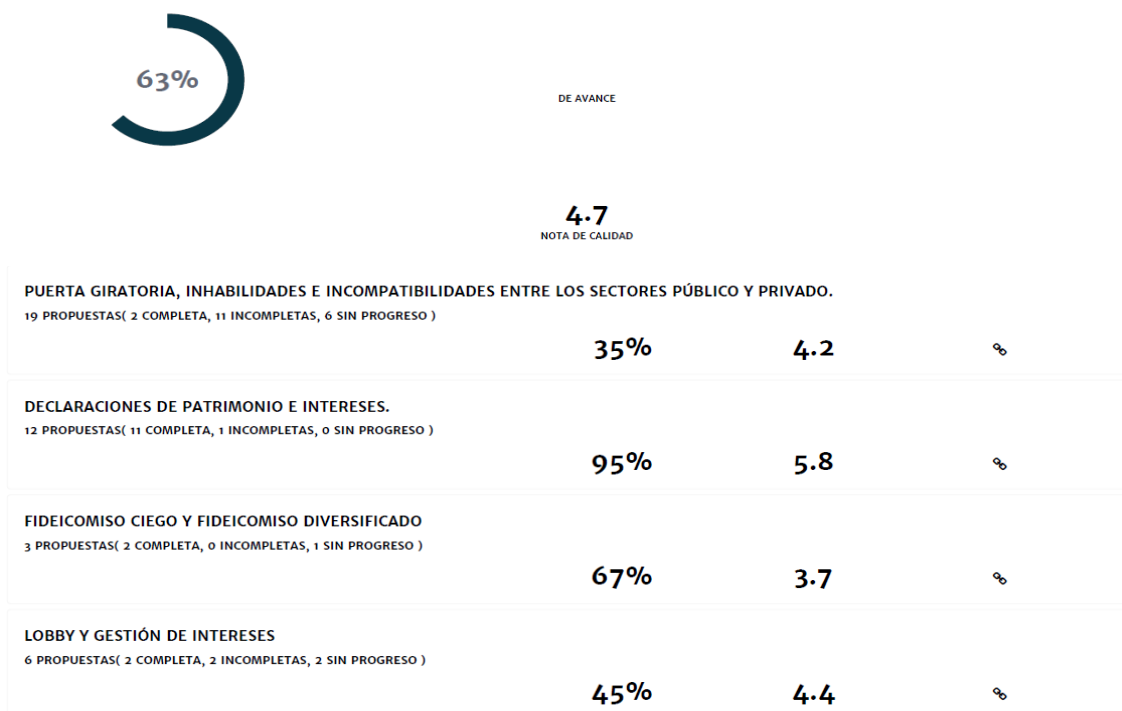 63%
DE AVANCE
4.7
NOTA DE CALIDAD
PUERTA GIRATORIA, INHABILIDADES E INCOMPATIBILIDADES ENTRE LOS SECTORES PÚBLICO Y PRIVADO.
19 PROPUESTAS( 2 COMPLETA, 11 INCOMPLETAS, 6 SIN PROGRESO )
35% 4.2
DECLARACIONES DE PATRIMONIO E INTERESES.
12 PROPUESTAS( 11 COMPLETA, 1 INCOMPLETAS, 0 SIN PROGRESO )
95% 5.8
FIDEICOMISO CIEGO Y FIDEICOMISO DIVERSIFICADO
3 PROPUESTAS( 2 COMPLETA, 0 INCOMPLETAS, 1 SIN PROGRESO )
67% 3.7
LOBBY Y GESTIÓN DE INTERESES
6 PROPUESTAS( 2 COMPLETA, 2 INCOMPLETAS, 2 SIN PROGRESO )
45% 4.4